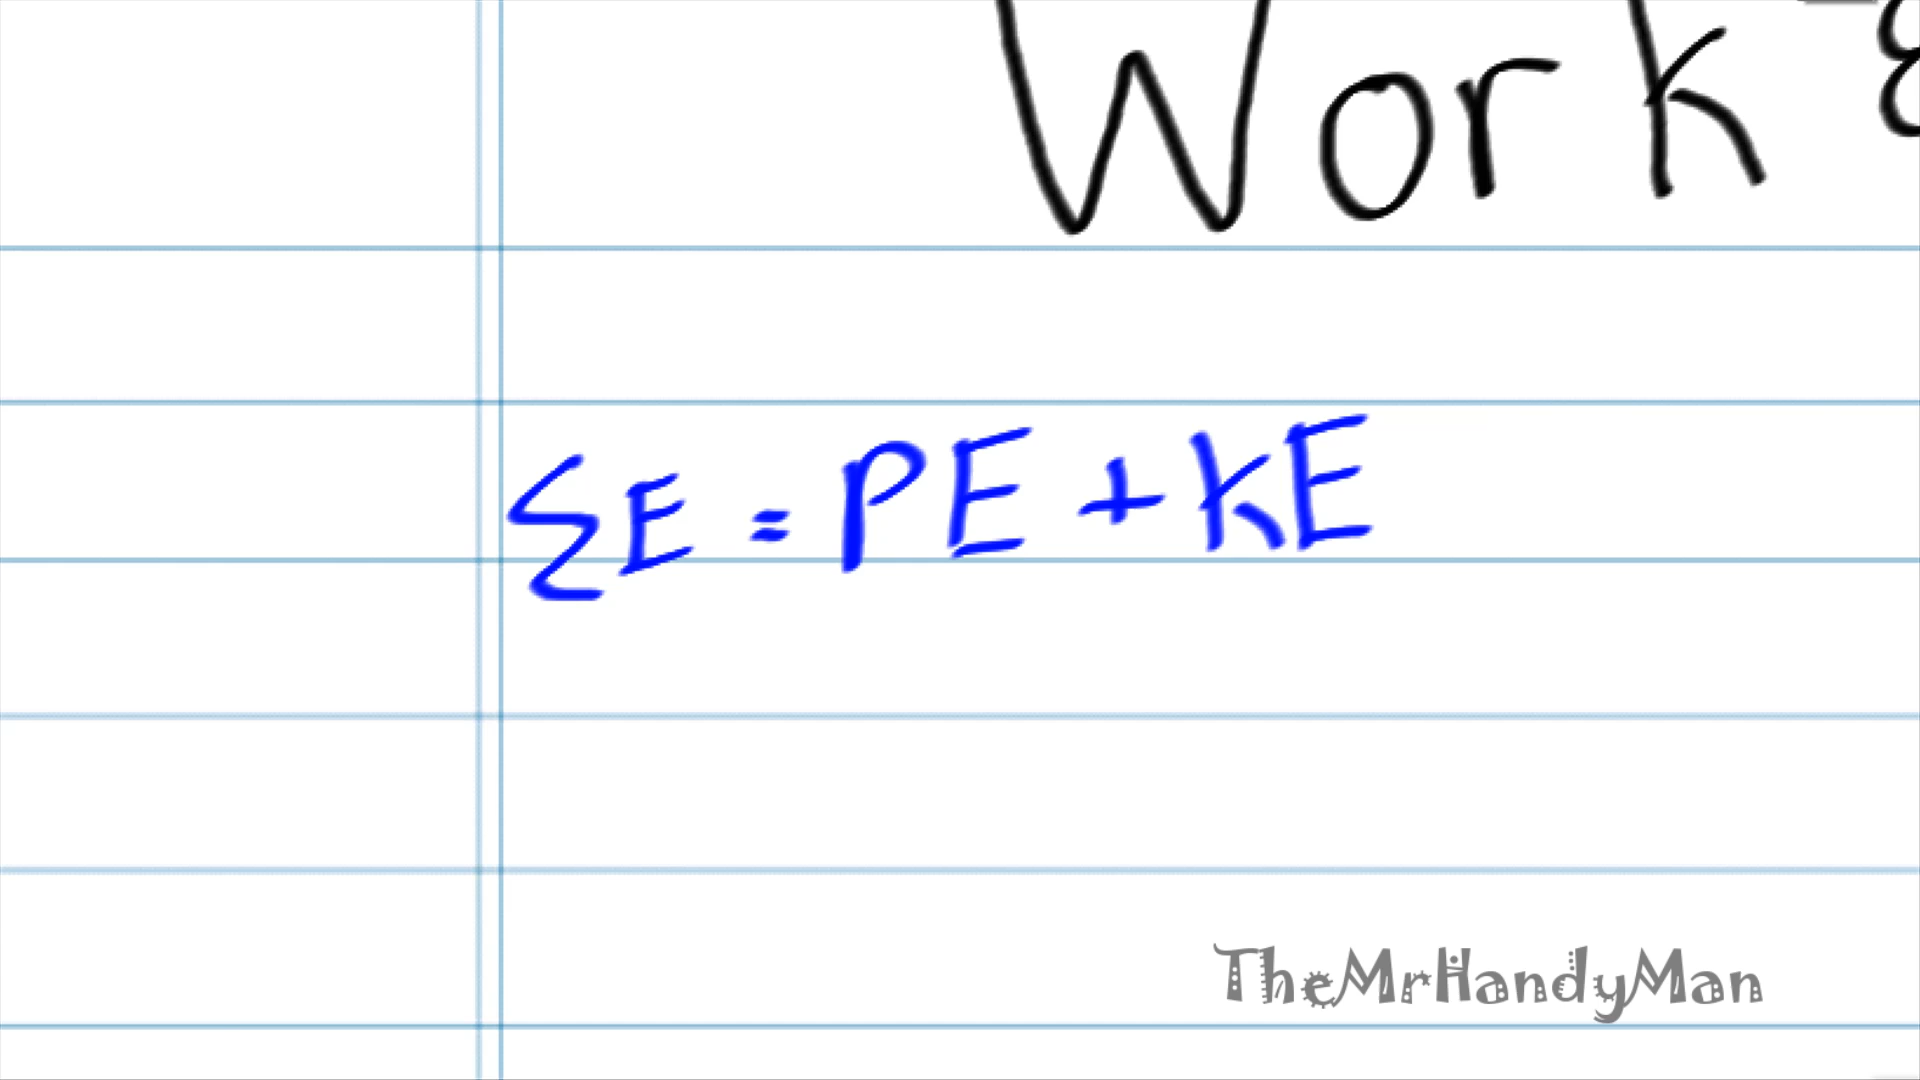 Work &
ΣE = PE + KE
TheMrHandyMan